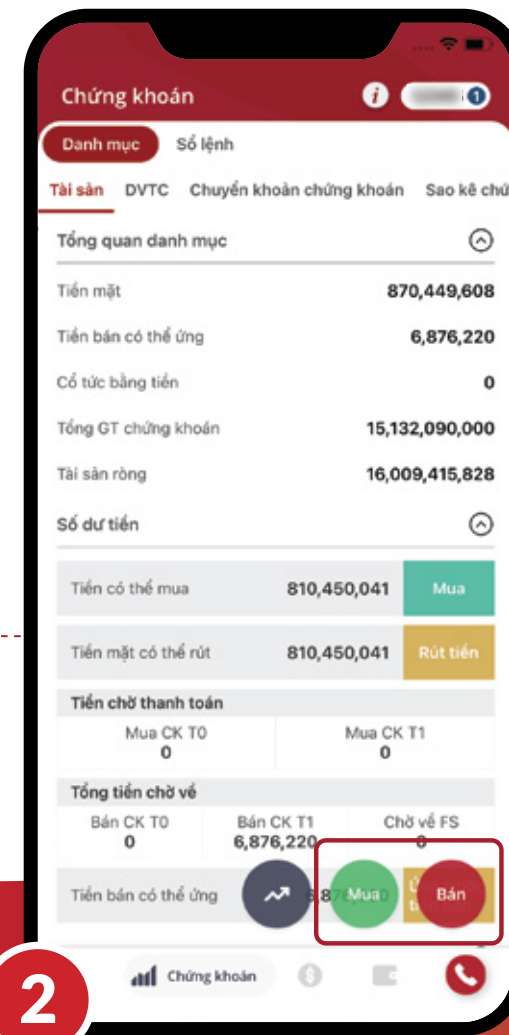 Chứng khoán i 1
Danh mục Sổ lệnh
Tài sản DVTC Chuyển khoản chứng khoán Sao kê chứ
Tổng quan danh mục
Tiền mặt 870,449,608
Tiền bán có thể ứng 6,876,220
Cổ tức bằng tiền 0
Tổng GT chứng khoán 15,132,090,000
Tài sản ròng 16,009,415,828
Số dư tiền
Tiền có thể mua 810,450,041 Mua
Tiền mặt có thể rút 810,450,041 Rút tiền
Tiền chờ thanh toán
Mua CK T0 Mua CK T1
0 0
Tổng tiền chờ về
Bán CK T0 Bán CK T1 Chờ về FS
0 6,876,220 0
Tiền bán có thể ứng Mua Bán
Chứng khoán
2